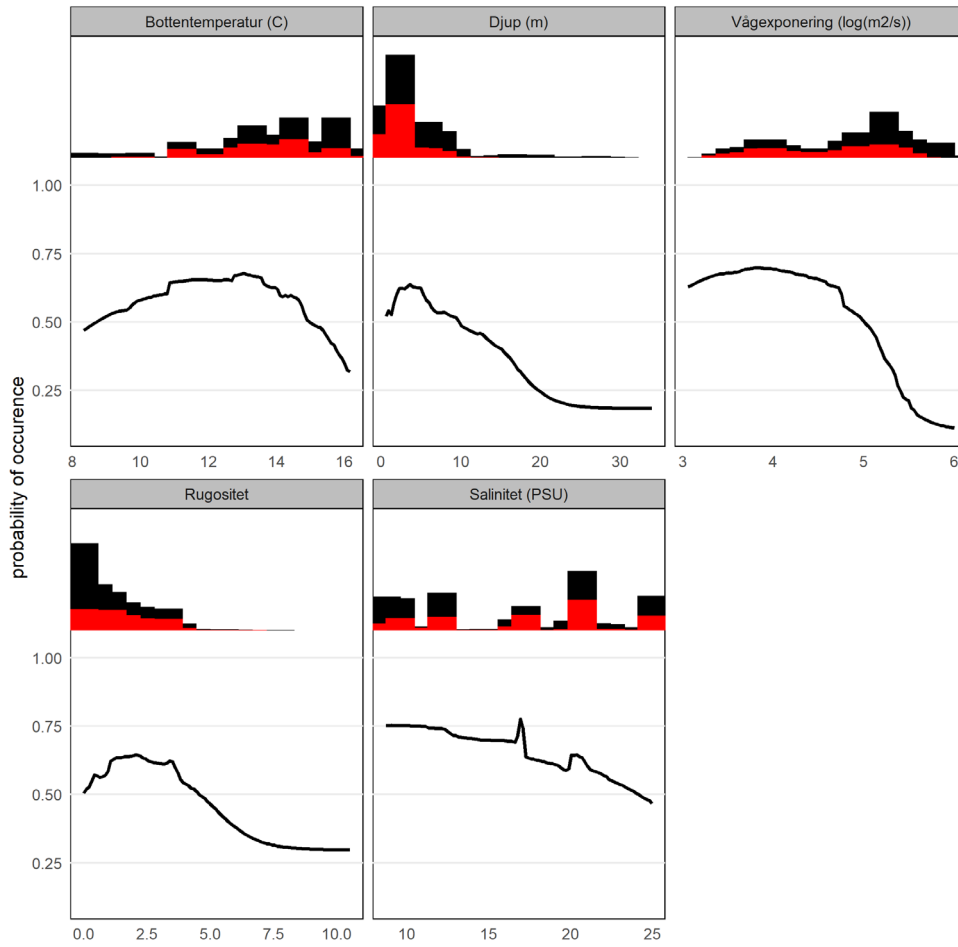 Bottentemperatur (C)
Djup (m)
Vågexponering (log(m2/s))
1.00
0.75
0.50
0.25
8 10 12 14 16
0 10 20 30
3 4 5 6
probability of occurence
Rugositet
Salinitet (PSU)
1.00
0.75
0.50
0.25
0.0 2.5 5.0 7.5 10.0
10 15 20 25